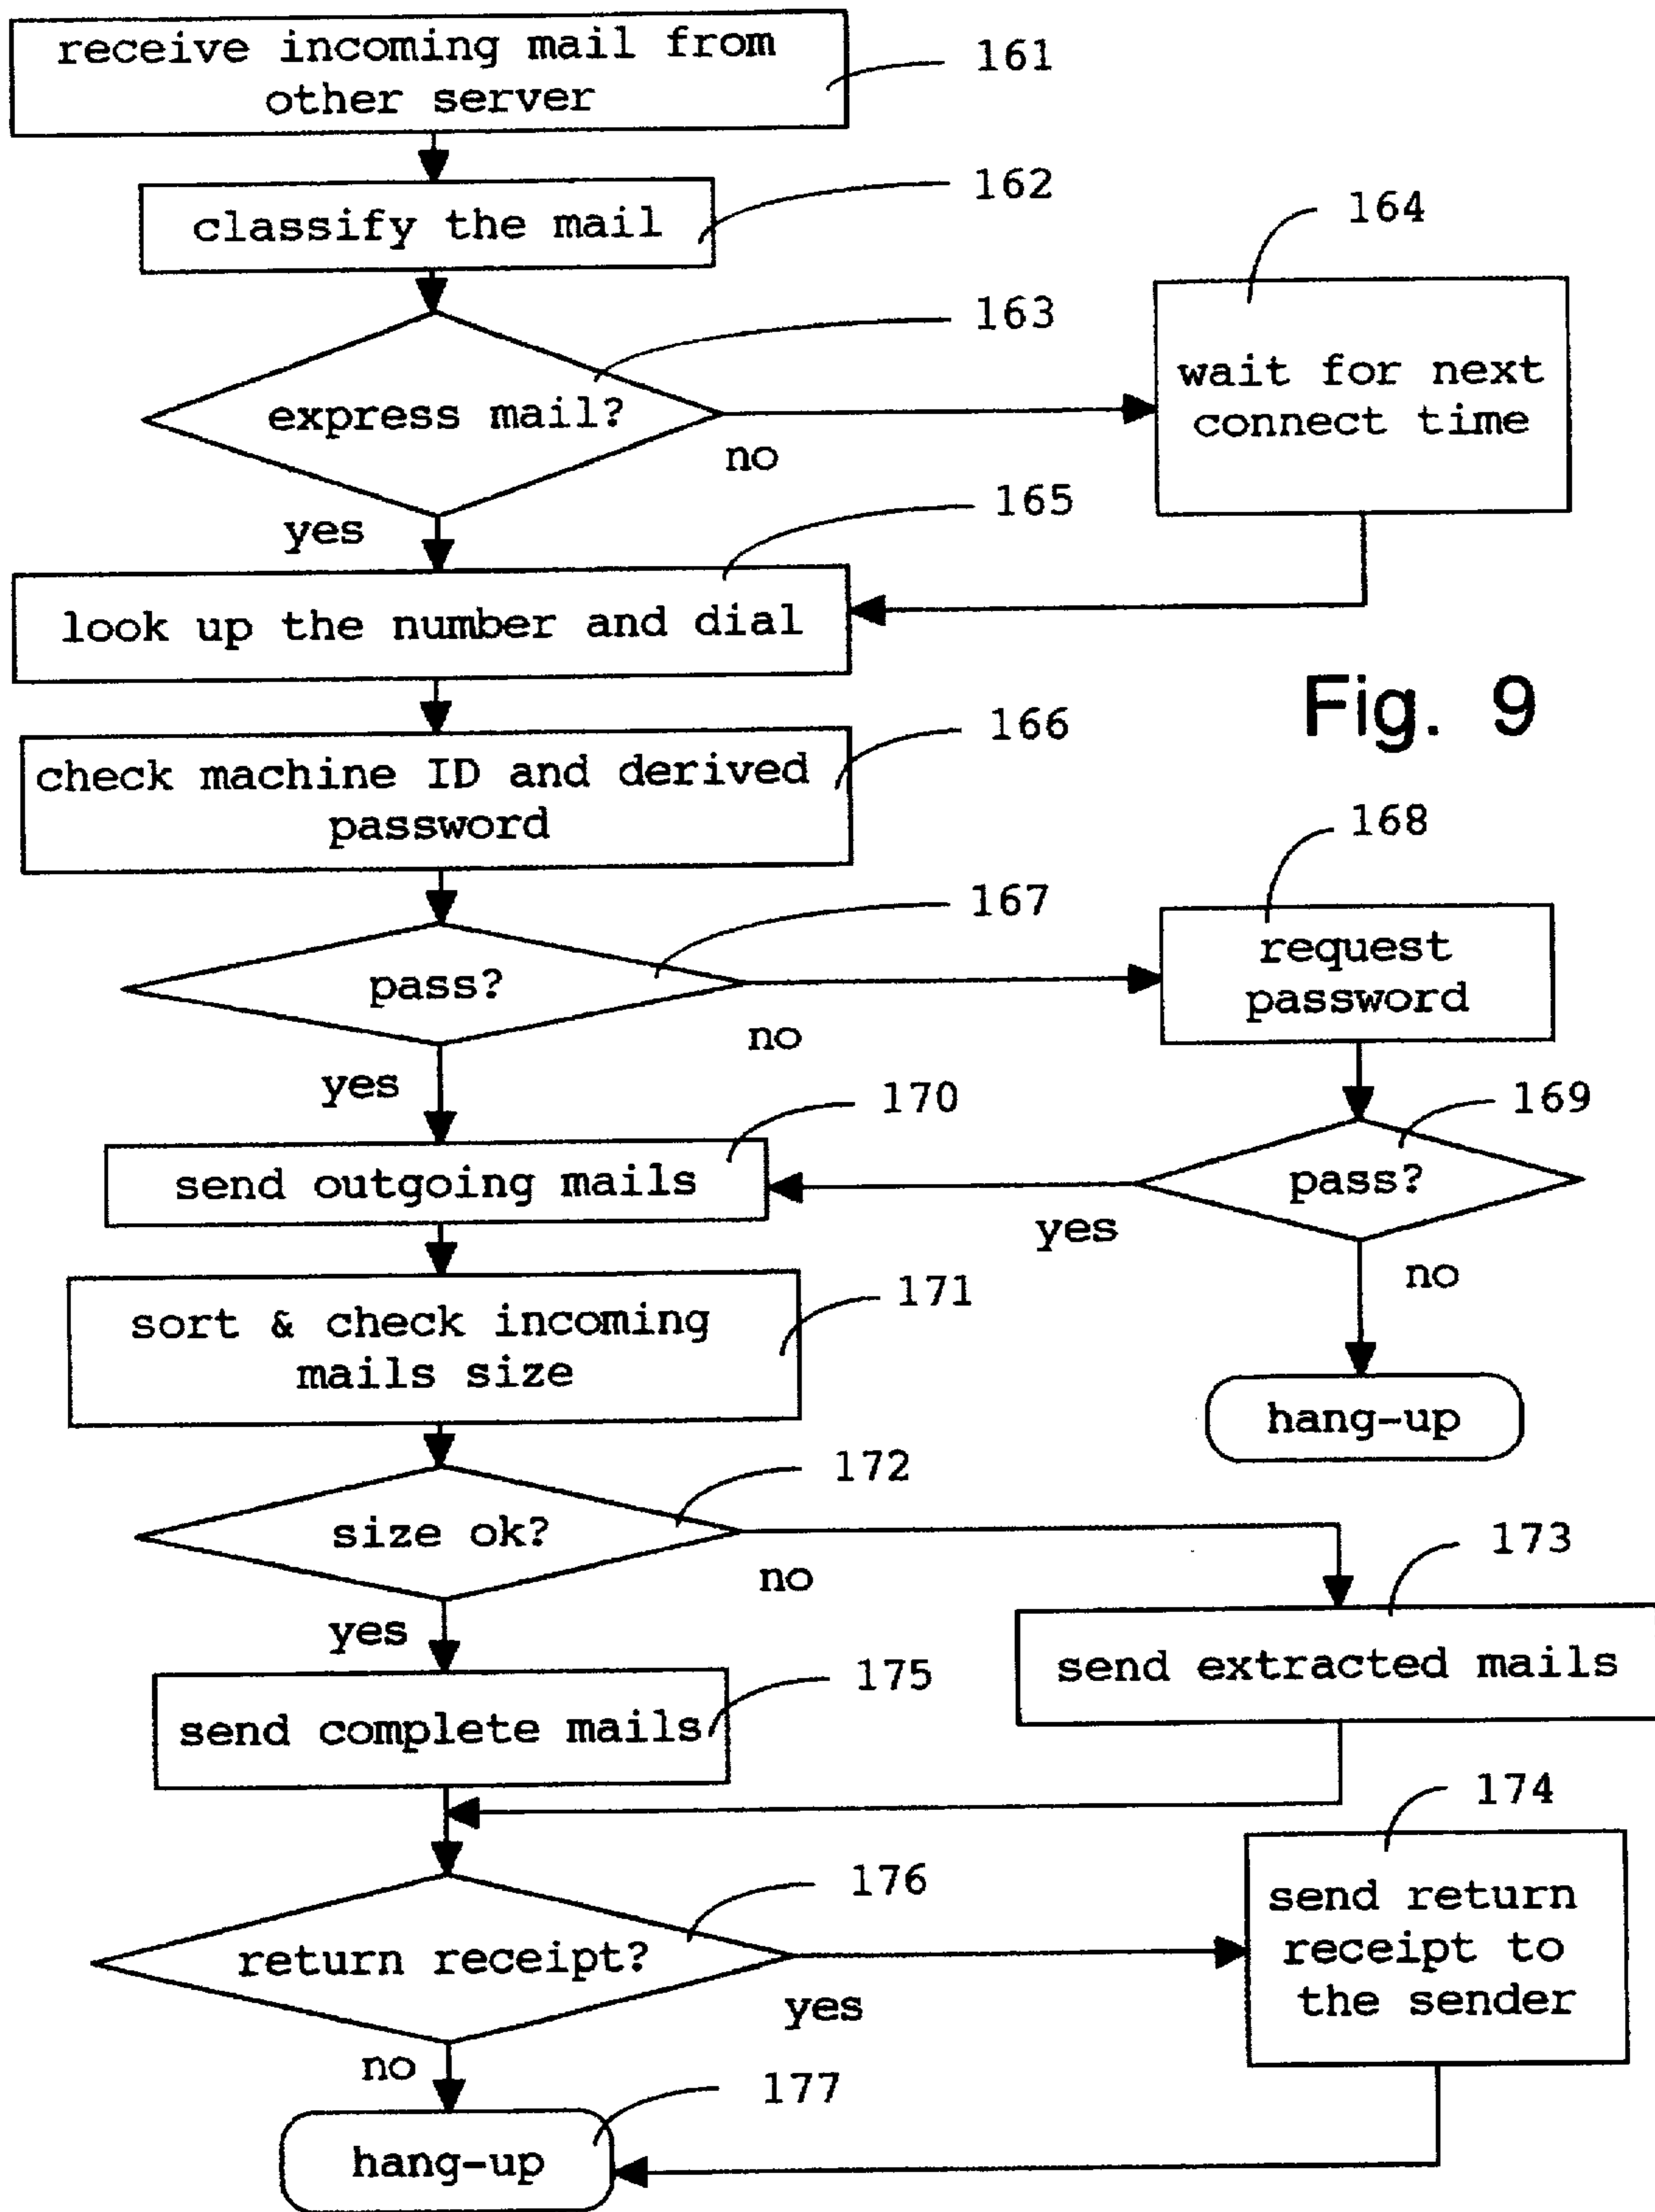 receive incoming mail from
other server
161
classify the mail
162
163
express mail?
no
yes
164
wait for next
connect time
165
look up the number and dial
Fig. 9
166
check machine ID and derived
password
167
pass?
no
yes
168
request
password
169
pass?
yes
no
hang-up
170
send outgoing mails
171
sort & check incoming
mails size
172
size ok?
no
yes
173
send extracted mails
175
send complete mails
174
send return
receipt to
the sender
176
return receipt?
yes
no
177
hang-up